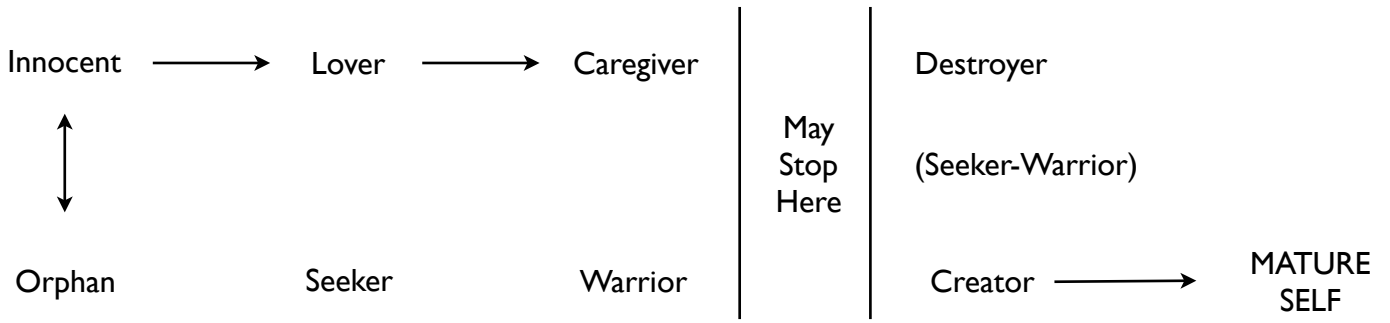 Innocent
Lover
Caregiver
Destroyer
May
Stop
Here
(Seeker-Warrior)
Orphan
Seeker
Warrior
Creator
MATURE
SELF